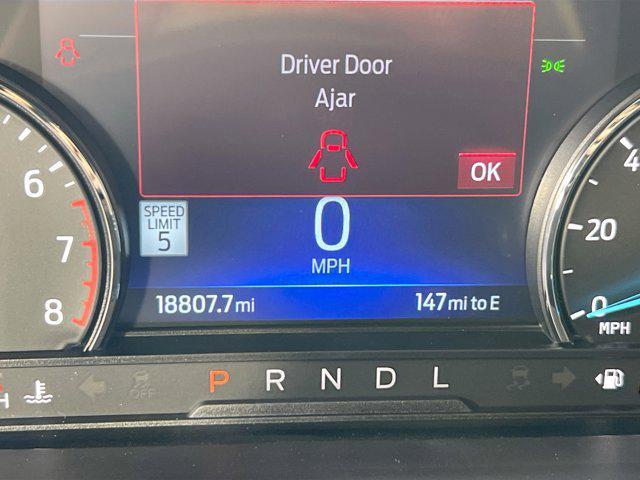 Driver Door
Ajar
OK
SPEED
LIMIT
5
0
MPH
18807.7 mi
147 mi to E
6
7
8
20
0
MPH
H
OFF
P R N D L